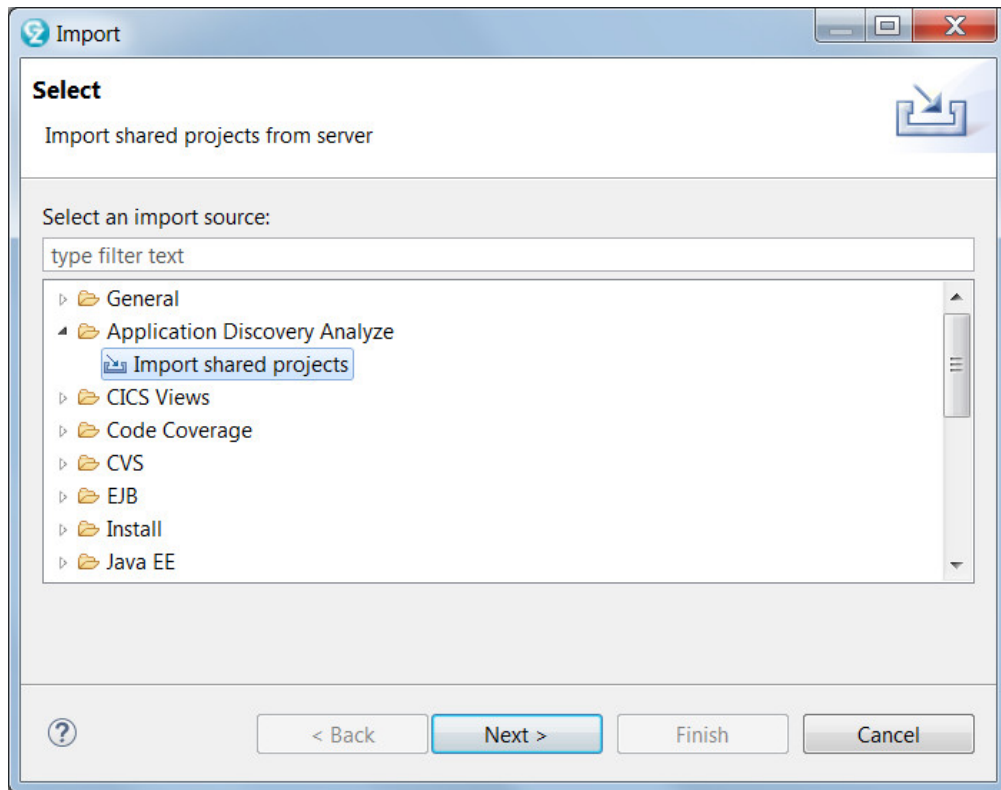 Import
Select
Import shared projects from server
Select an import source:
type filter text
General
Application Discovery Analyze
Import shared projects
CICS Views
Code Coverage
CVS
EJB
Install
Java EE
? < Back Next > Finish Cancel